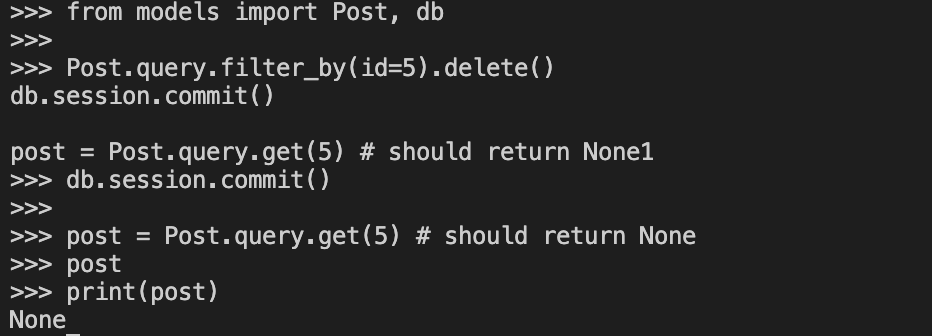 >>> from models import Post, db
>>>
>>> Post.query.filter_by(id=5).delete()
db.session.commit()

post = Post.query.get(5) # should return None1
>>> db.session.commit()
>>>
>>> post = Post.query.get(5) # should return None
>>> post
>>> print(post)
None_